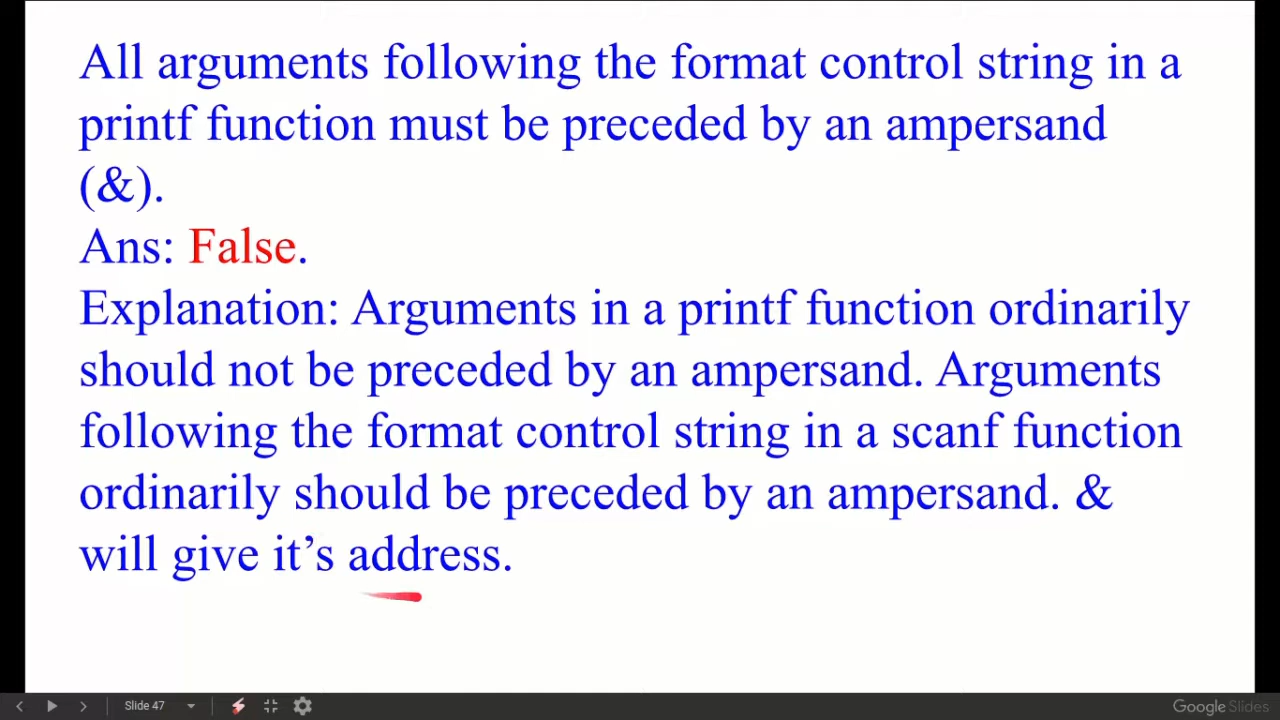 All arguments following the format control string in a
printf function must be preceded by an ampersand
(&).
Ans: False.
Explanation: Arguments in a printf function ordinarily
should not be preceded by an ampersand. Arguments
following the format control string in a scanf function
ordinarily should be preceded by an ampersand. &
will give it’s address.
Slide 47
Google Slides